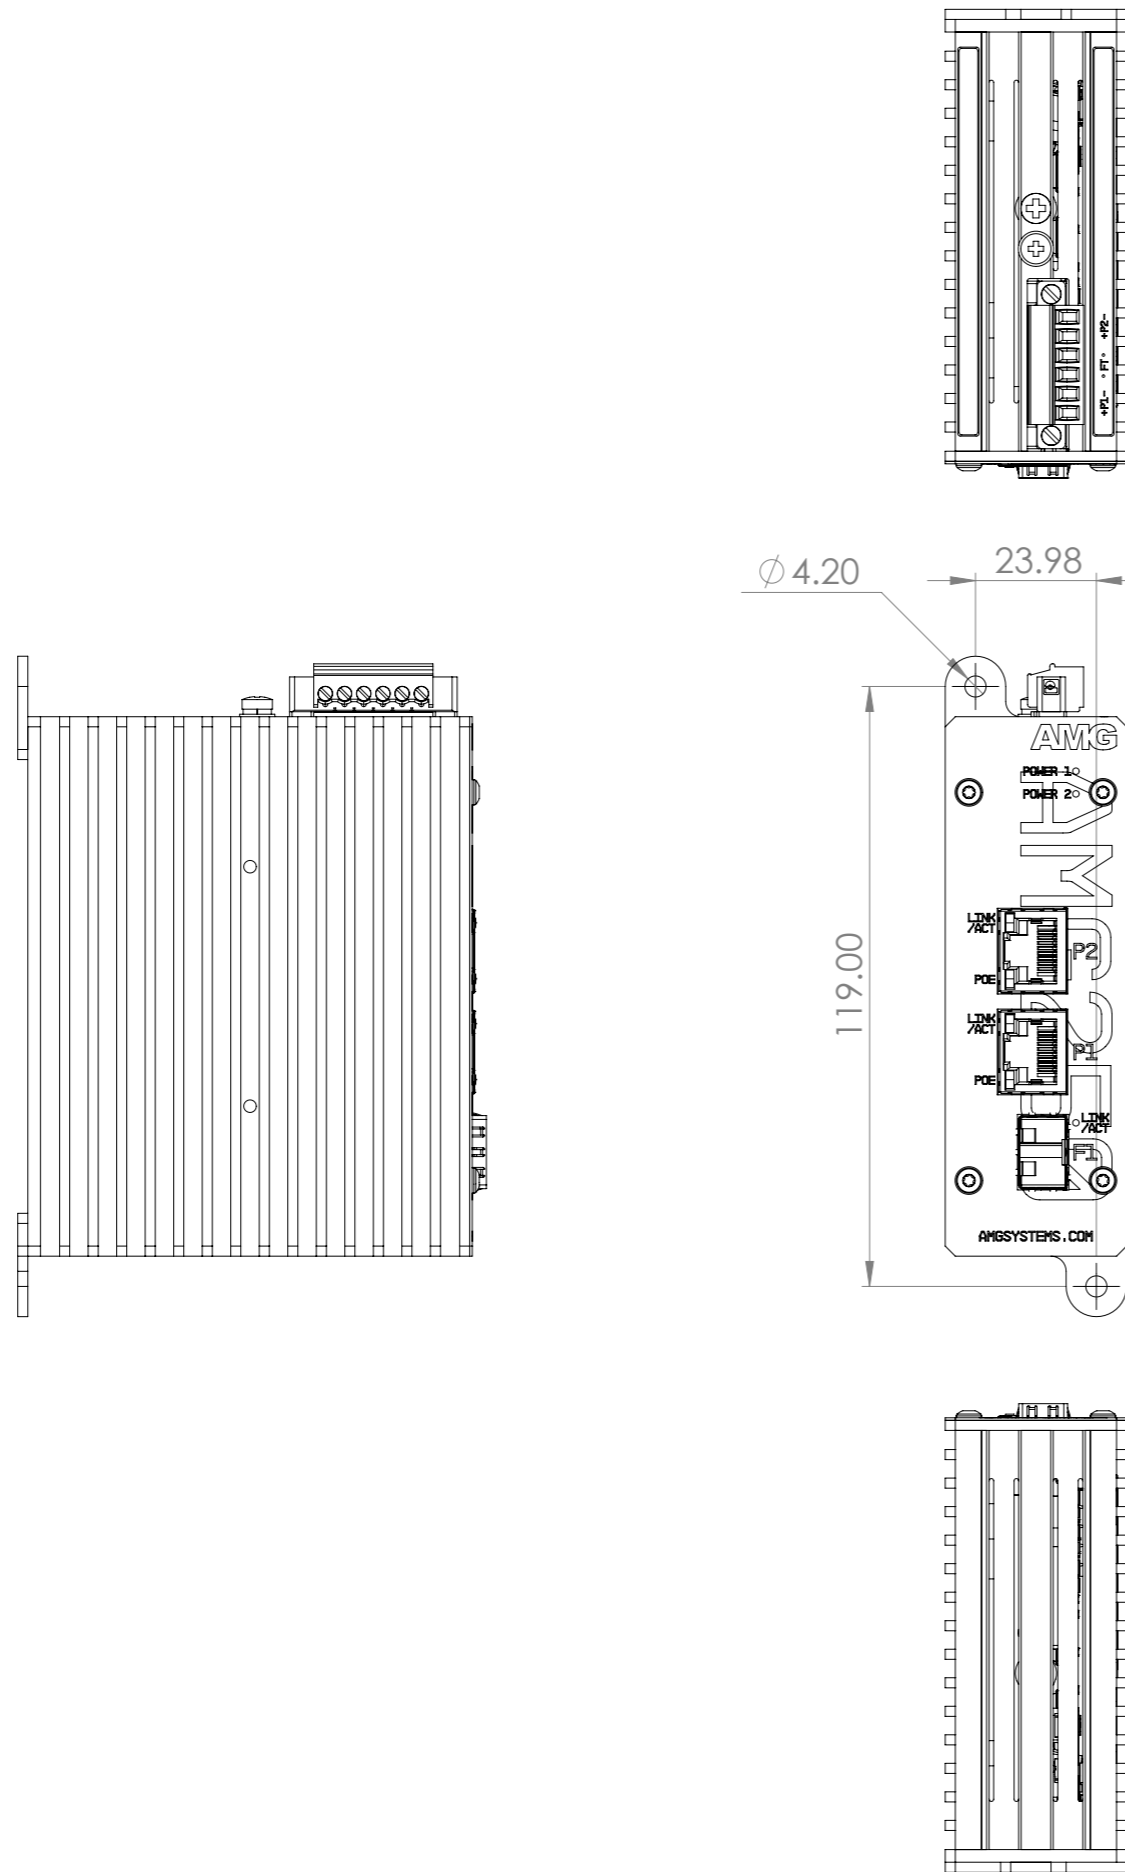 +P1- ◦ FT ◦ +P2-
∅ 4.20
23.98
119.00
AMG
POWER 1
POWER 2
LINK
/ACT
P2
POE
LINK
/ACT
P1
POE
LINK
/ACT
F1
AMGSYSTEMS.COM